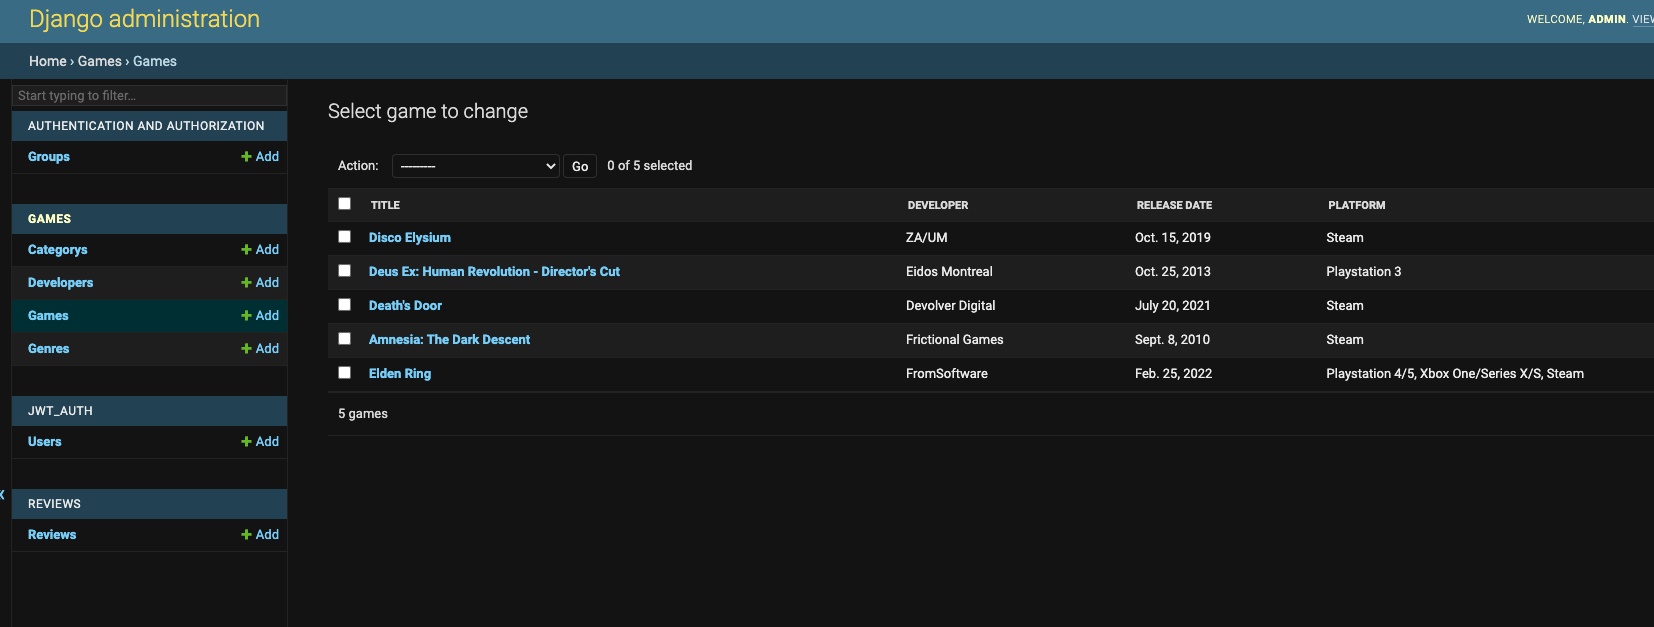 Django administration
WELCOME, ADMIN. VIEW
Home › Games › Games
Start typing to filter...
AUTHENTICATION AND AUTHORIZATION
Groups + Add
GAMES
Categorys + Add
Developers + Add
Games + Add
Genres + Add
JWT_AUTH
Users + Add
REVIEWS
Reviews + Add
Select game to change
Action: --------- Go 0 of 5 selected
TITLE DEVELOPER RELEASE DATE PLATFORM
Disco Elysium ZA/UM Oct. 15, 2019 Steam
Deus Ex: Human Revolution - Director's Cut Eidos Montreal Oct. 25, 2013 Playstation 3
Death's Door Devolver Digital July 20, 2021 Steam
Amnesia: The Dark Descent Frictional Games Sept. 8, 2010 Steam
Elden Ring FromSoftware Feb. 25, 2022 Playstation 4/5, Xbox One/Series X/S, Steam
5 games